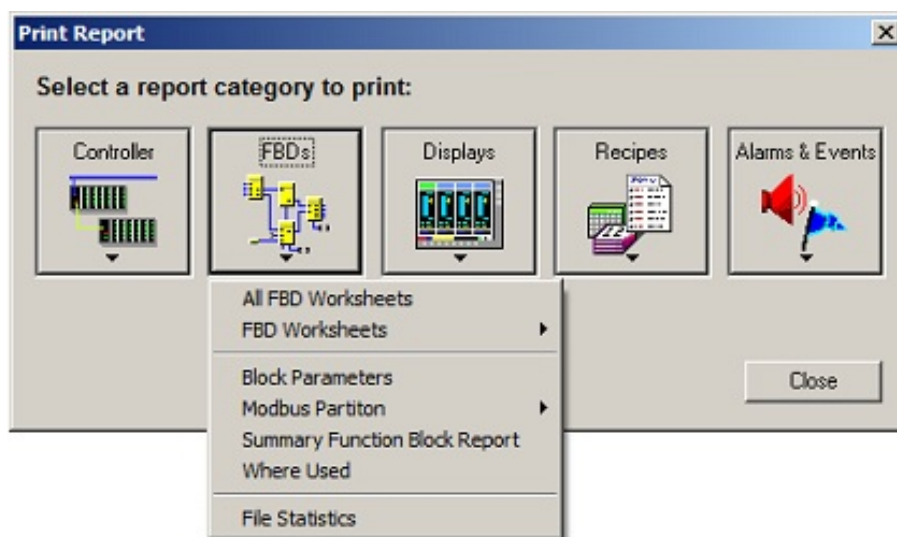 Print Report
Select a report category to print:
Controller
FBDs
Displays
Recipes
Alarms & Events
All FBD Worksheets
FBD Worksheets
Block Parameters
Modbus Partiton
Summary Function Block Report
Where Used
File Statistics
Close